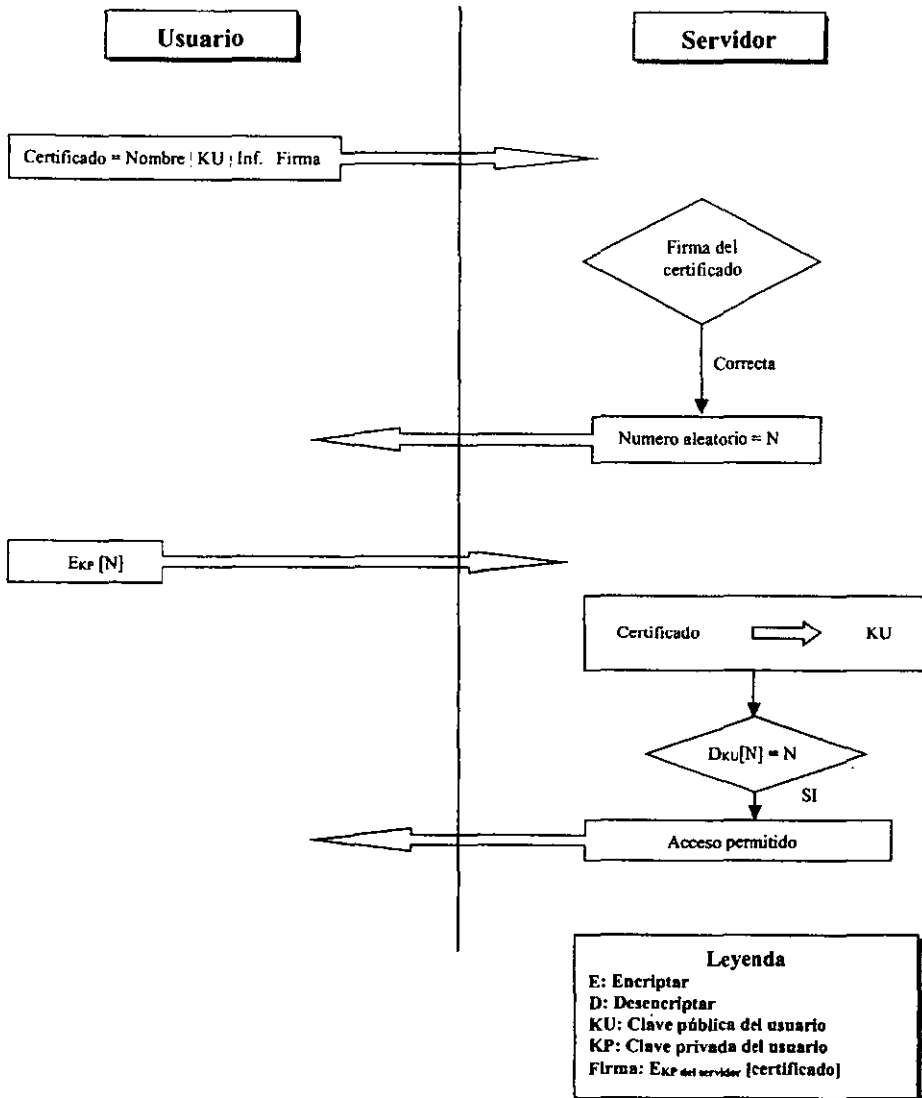 Usuario
Servidor
Certificado = Nombre | KU | Inf. Firma
Firma del
certificado
Correcta
Numero aleatorio = N
EKP [N]
Certificado KU
DKU[N] = N
SI
Acceso permitido
Leyenda
E: Encriptar
D: Desencriptar
KU: Clave pública del usuario
KP: Clave privada del usuario
Firma: EKP del servidor [certificado]